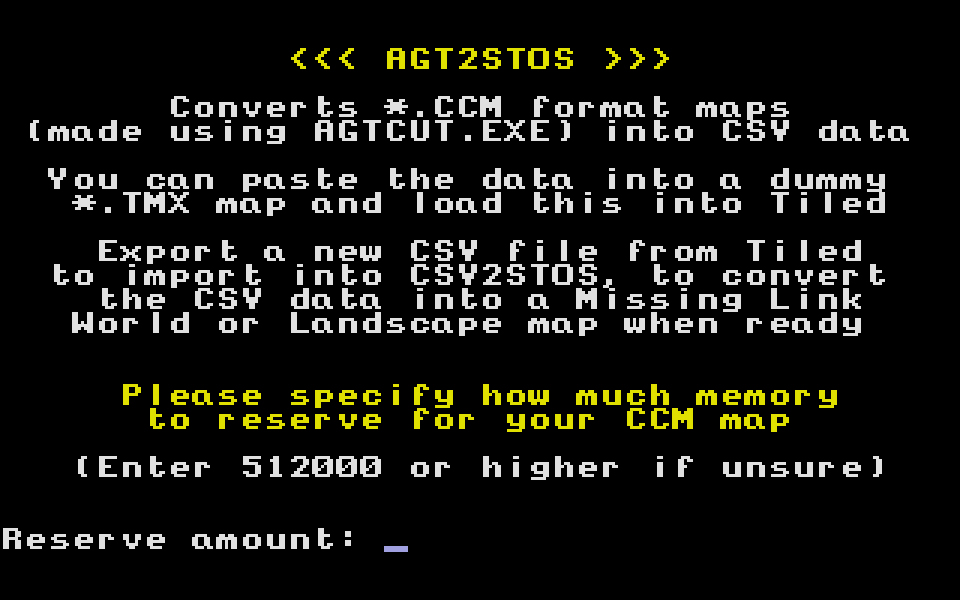 <<< AGT2STOS >>>
Converts *.CCM format maps
(made using AGTCUT.EXE) into CSV data
You can paste the data into a dummy
*.TMX map and load this into Tiled
Export a new CSV file from Tiled
to import into CSV2STOS, to convert
the CSV data into a Missing Link
World or Landscape map when ready
Please specify how much memory
to reserve for your CCM map
(Enter 512000 or higher if unsure)
Reserve amount: _